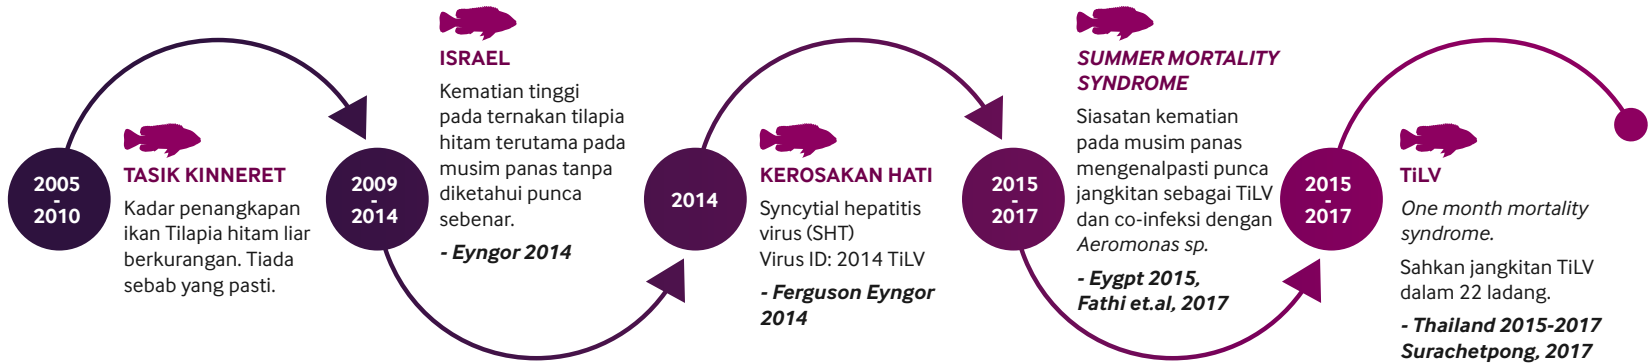 2005
-
2010
TASIK KINNERET
Kadar penangkapan
ikan Tilapia hitam liar
berkurangan. Tiada
sebab yang pasti.
2009
-
2014
ISRAEL
Kematian tinggi
pada ternakan tilapia
hitam terutama pada
musim panas tanpa
diketahui punca
sebenar.
- Eyngor 2014
2014
KEROSAKAN HATI
Syncytial hepatitis
virus (SHT)
Virus ID: 2014 TiLV
- Ferguson Eyngor
2014
2015
-
2017
SUMMER MORTALITY
SYNDROME
Siasatan kematian
pada musim panas
mengenalpasti punca
jangkitan sebagai TiLV
dan co-infeksi dengan
Aeromonas sp.
- Eygpt 2015,
Fathi et.al, 2017
2015
-
2017
TiLV
One month mortality
syndrome.
Sahkan jangkitan TiLV
dalam 22 ladang.
- Thailand 2015-2017
Surachetpong, 2017